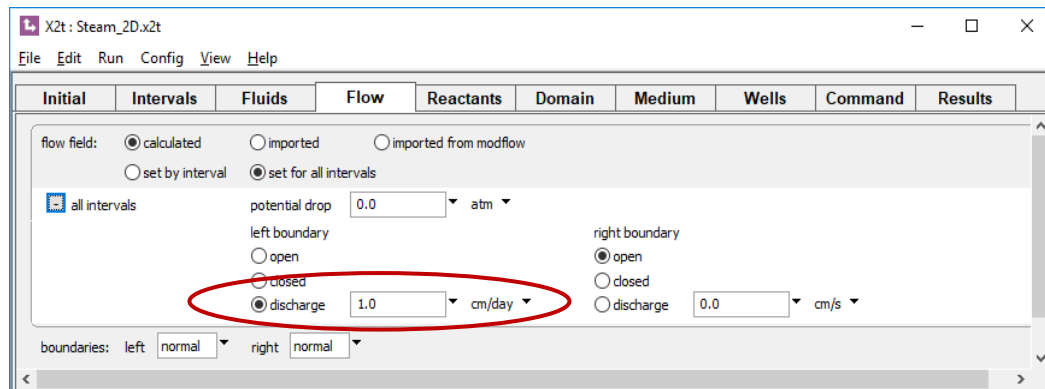 X2t : Steam_2D.x2t
File Edit Run Config View Help
Initial Intervals Fluids Flow Reactants Domain Medium Wells Command Results
flow field: calculated imported imported from modflow
set by interval set for all intervals
- all intervals potential drop 0.0 atm
left boundary right boundary
open open
closed closed
discharge 1.0 cm/day discharge 0.0 cm/s
boundaries: left normal right normal